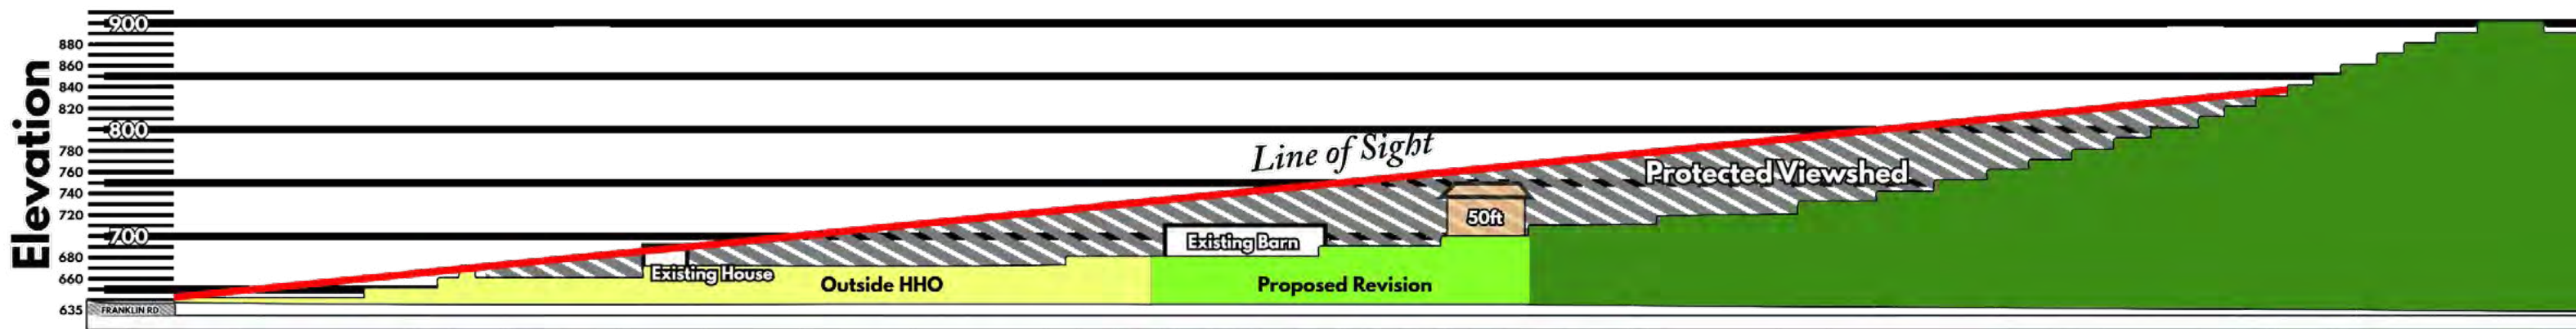 Elevation
900
880
860
840
820
800
780
760
740
720
700
680
660
635
FRANKLIN RD
Line of Sight
Protected Viewshed
50ft
Existing Barn
Existing House
Outside HHO
Proposed Revision